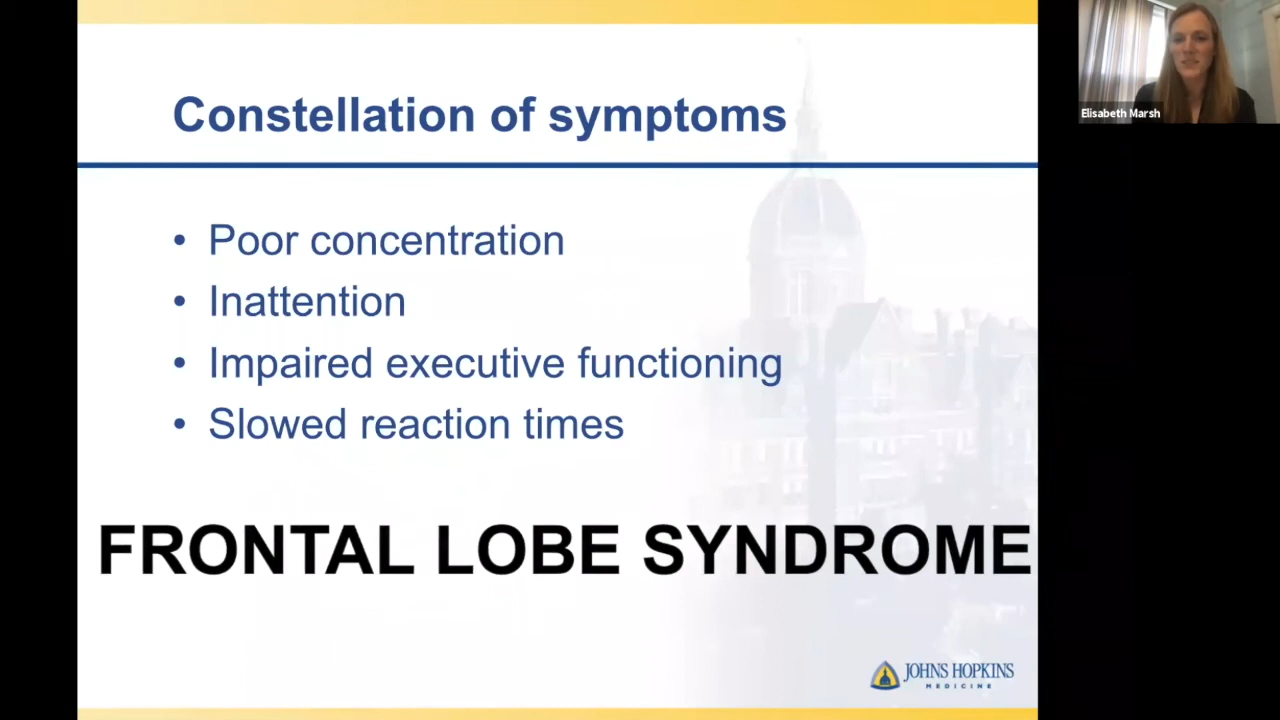 Constellation of symptoms
• Poor concentration
• Inattention
• Impaired executive functioning
• Slowed reaction times
FRONTAL LOBE SYNDROME
JOHNS HOPKINS
MEDICINE
Elisabeth Marsh